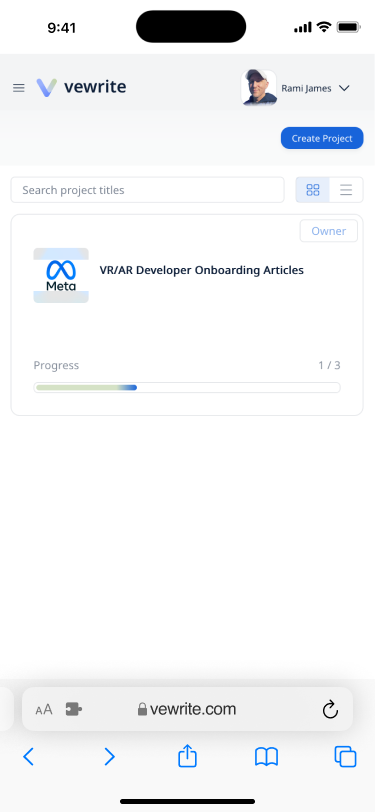 9:41
vewrite
Rami James
Create Project
Search project titles
Owner
Meta
VR/AR Developer Onboarding Articles
Progress
1 / 3
AA
vewrite.com